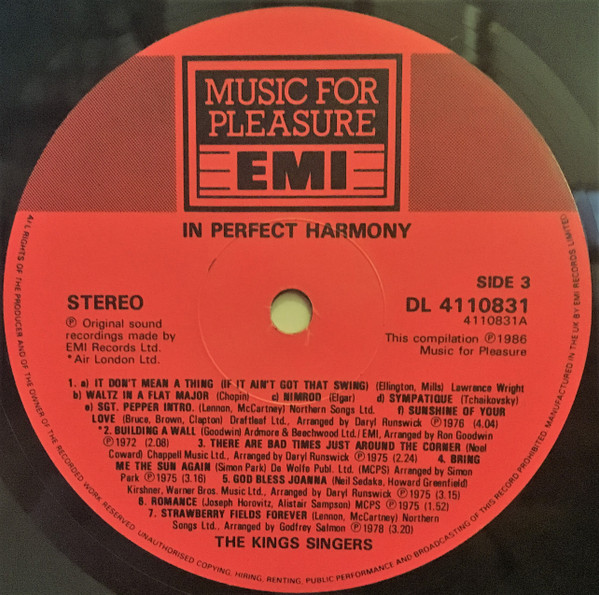 MUSIC FOR
PLEASURE
EMI
IN PERFECT HARMONY
STEREO
SIDE 3
DL 4110831
4110831A
℗ Original sound
recordings made by
EMI Records Ltd.
*Air London Ltd.
This compilation ℗1986
Music for Pleasure
1. a) IT DON'T MEAN A THING (IF IT AIN'T GOT THAT SWING) (Ellington, Mills) Lawrence Wright
b) WALTZ IN A FLAT MAJOR (Chopin) c) NIMROD (Elgar) d) SYMPATIQUE (Tchaikovsky)
e) SGT. PEPPER INTRO. (Lennon, McCartney) Northern Songs Ltd. f) SUNSHINE OF YOUR
LOVE (Bruce, Brown, Clapton) Draftleaf Ltd., Arranged by Daryl Runswick ℗1976 (4.04)
*2. BUILDING A WALL (Goodwin) Ardmore & Beechwood Ltd./EMI, Arranged by Ron Goodwin
℗1972 (2.08) 3. THERE ARE BAD TIMES JUST AROUND THE CORNER (Noel
Coward) Chappell Music Ltd., Arranged by Daryl Runswick ℗1975 (2.24) 4. BRING
ME THE SUN AGAIN (Simon Park) De Wolfe Publ. Ltd. (MCPS) Arranged by Simon
Park ℗1975 (3.16) 5. GOD BLESS JOANNA (Neil Sedaka, Howard Greenfield)
Kirshner, Warner Bros. Music Ltd., Arranged by Daryl Runswick ℗1975 (3.15)
6. ROMANCE (Joseph Horovitz, Alistair Sampson) MCPS ℗1975 (1.52)
7. STRAWBERRY FIELDS FOREVER (Lennon, McCartney) Northern
Songs Ltd., Arranged by Godfrey Salmon ℗1978 (3.20)
THE KINGS SINGERS
ALL RIGHTS OF THE PRODUCER AND OF THE OWNER OF THE RECORDED WORK RESERVED. UNAUTHORISED COPYING, HIRING, RENTING, PUBLIC PERFORMANCE AND BROADCASTING OF THIS RECORD PROHIBITED. MANUFACTURED IN THE UK BY EMI RECORDS LIMITED